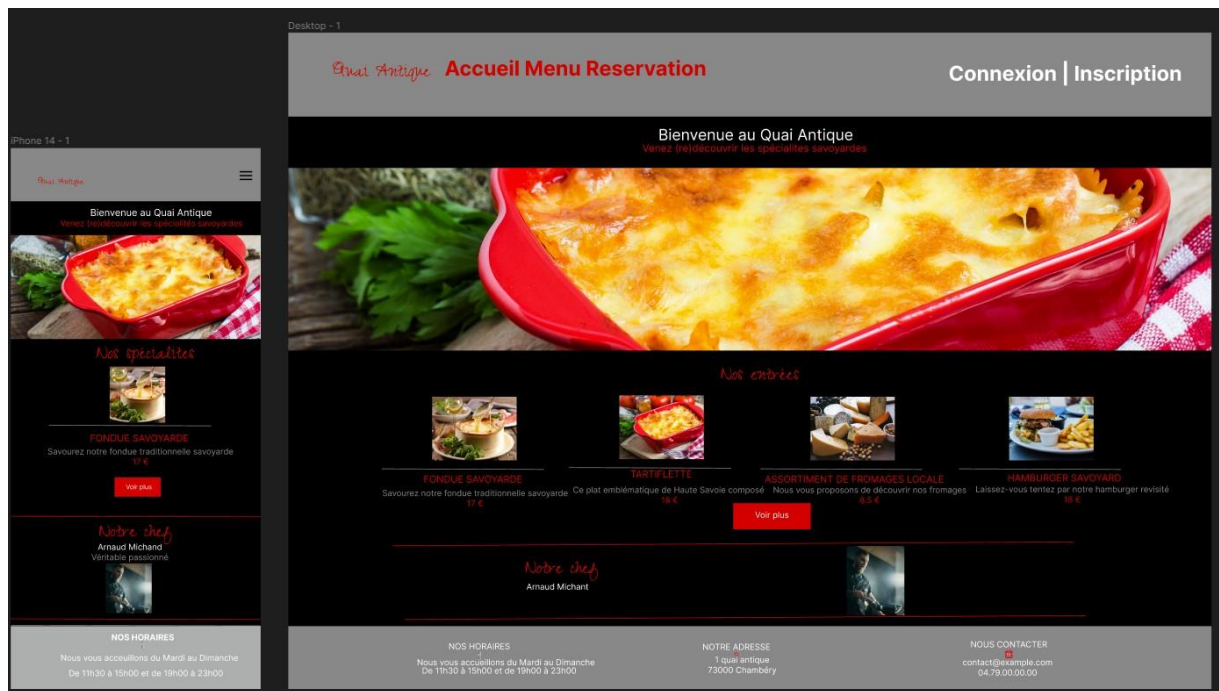 Desktop - 1
Quai Antique Accueil Menu Reservation
Connexion | Inscription
Bienvenue au Quai Antique
Venez (re)découvrir les spécialites savoyardes
Nos entrées
FONDUE SAVOYARDE
Savourez notre fondue traditionnelle savoyarde
17 €
TARTIFLETTE
Ce plat emblématique de Haute Savoie composé
16 €
ASSORTIMENT DE FROMAGES LOCALE
Nous vous proposons de découvrir nos fromages
8,5 €
HAMBURGER SAVOYARD
Laissez-vous tentez par notre hamburger revisité
Voir plus
Notre chef
Arnaud Michant
NOS HORAIRES
Nous vous accueillons du Mardi au Dimanche
De 11h30 à 15h00 et de 19h00 à 23h00
NOTRE ADRESSE
1 quai antique
73000 Chambéry
NOUS CONTACTER
contact@example.com
04.79.00.00.00
iPhone 14 - 1
Quai Antique
Bienvenue au Quai Antique
Venez (re)découvrir les spécialités savoyardes
Nos spécialites
FONDUE SAVOYARDE
Savourez notre fondue traditionnelle savoyarde
17 €
Voir plus
Notre chef
Arnaud Michand
Véritable passionné
NOS HORAIRES
Nous vous acceuillons du Mardi au Dimanche
De 11h30 à 15h00 et de 19h00 à 23h00